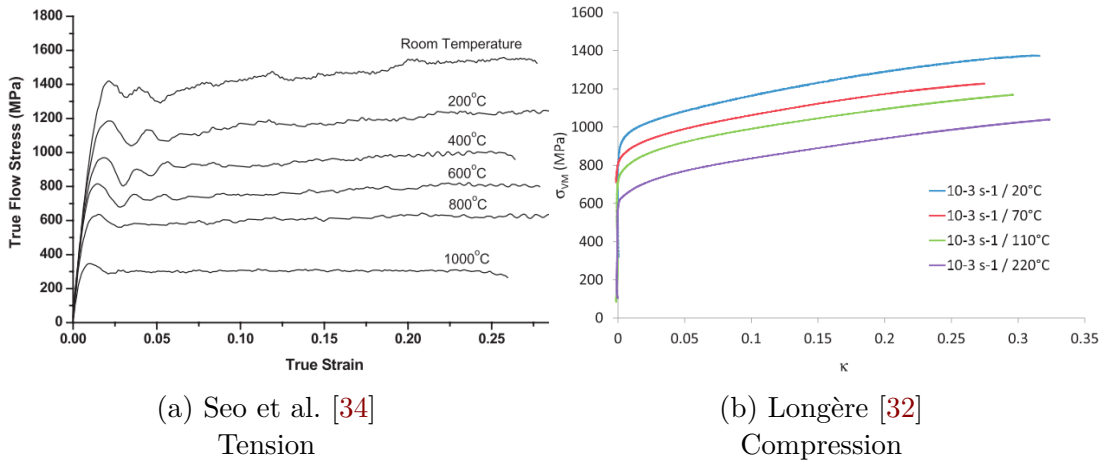 1800
1600
1400
1200
1000
800
600
400
300
0
True Flow Stress (MPa)
Room Temperature
200°C
400°C
600°C
800°C
1000°C
0.00 0.05 0.10 0.15 0.20 0.25
True Strain
(a) Seo et al. [34]
Tension
1600
1400
1200
1000
800
600
400
200
0
σVM (MPa)
10-3 s-1 / 20°C
10-3 s-1 / 70°C
10-3 s-1 / 110°C
10-3 s-1 / 220°C
0 0.05 0.1 0.15 0.2 0.25 0.3 0.35
κ
(b) Longère [32]
Compression